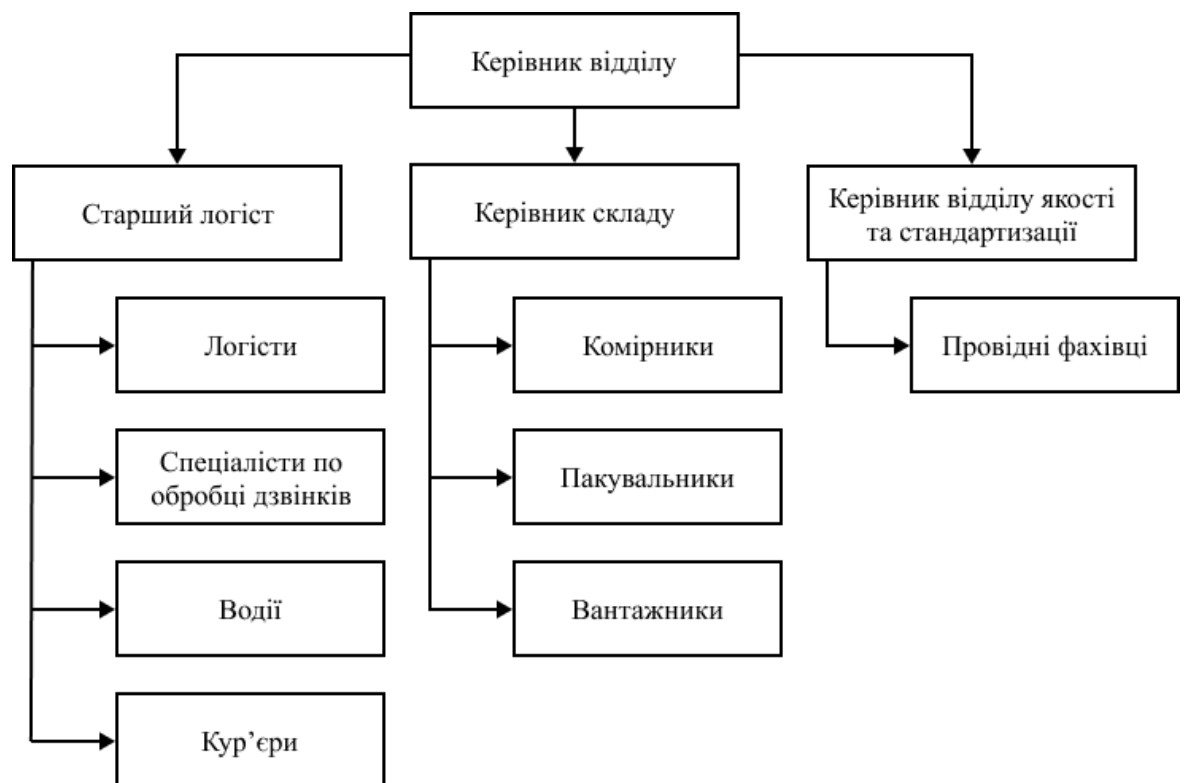 Керівник відділу
Старший логіст
Керівник складу
Керівник відділу якості
та стандартизації
Логісти
Комірники
Провідні фахівці
Спеціалісти по
обробці дзвінків
Пакувальники
Водії
Вантажники
Кур’єри